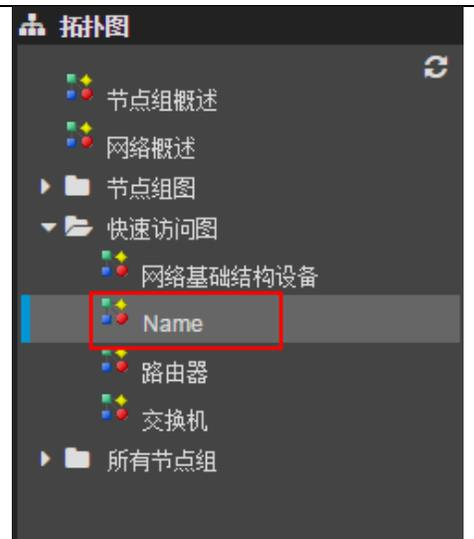 拓扑图
节点组概述
网络概述
节点组图
快速访问图
网络基础结构设备
Name
路由器
交换机
所有节点组